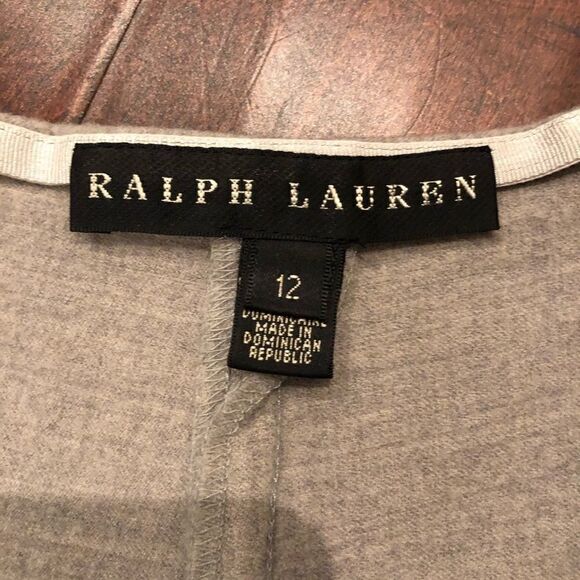 RALPH LAUREN
12
MADE IN
DOMINICAN
REPUBLIC